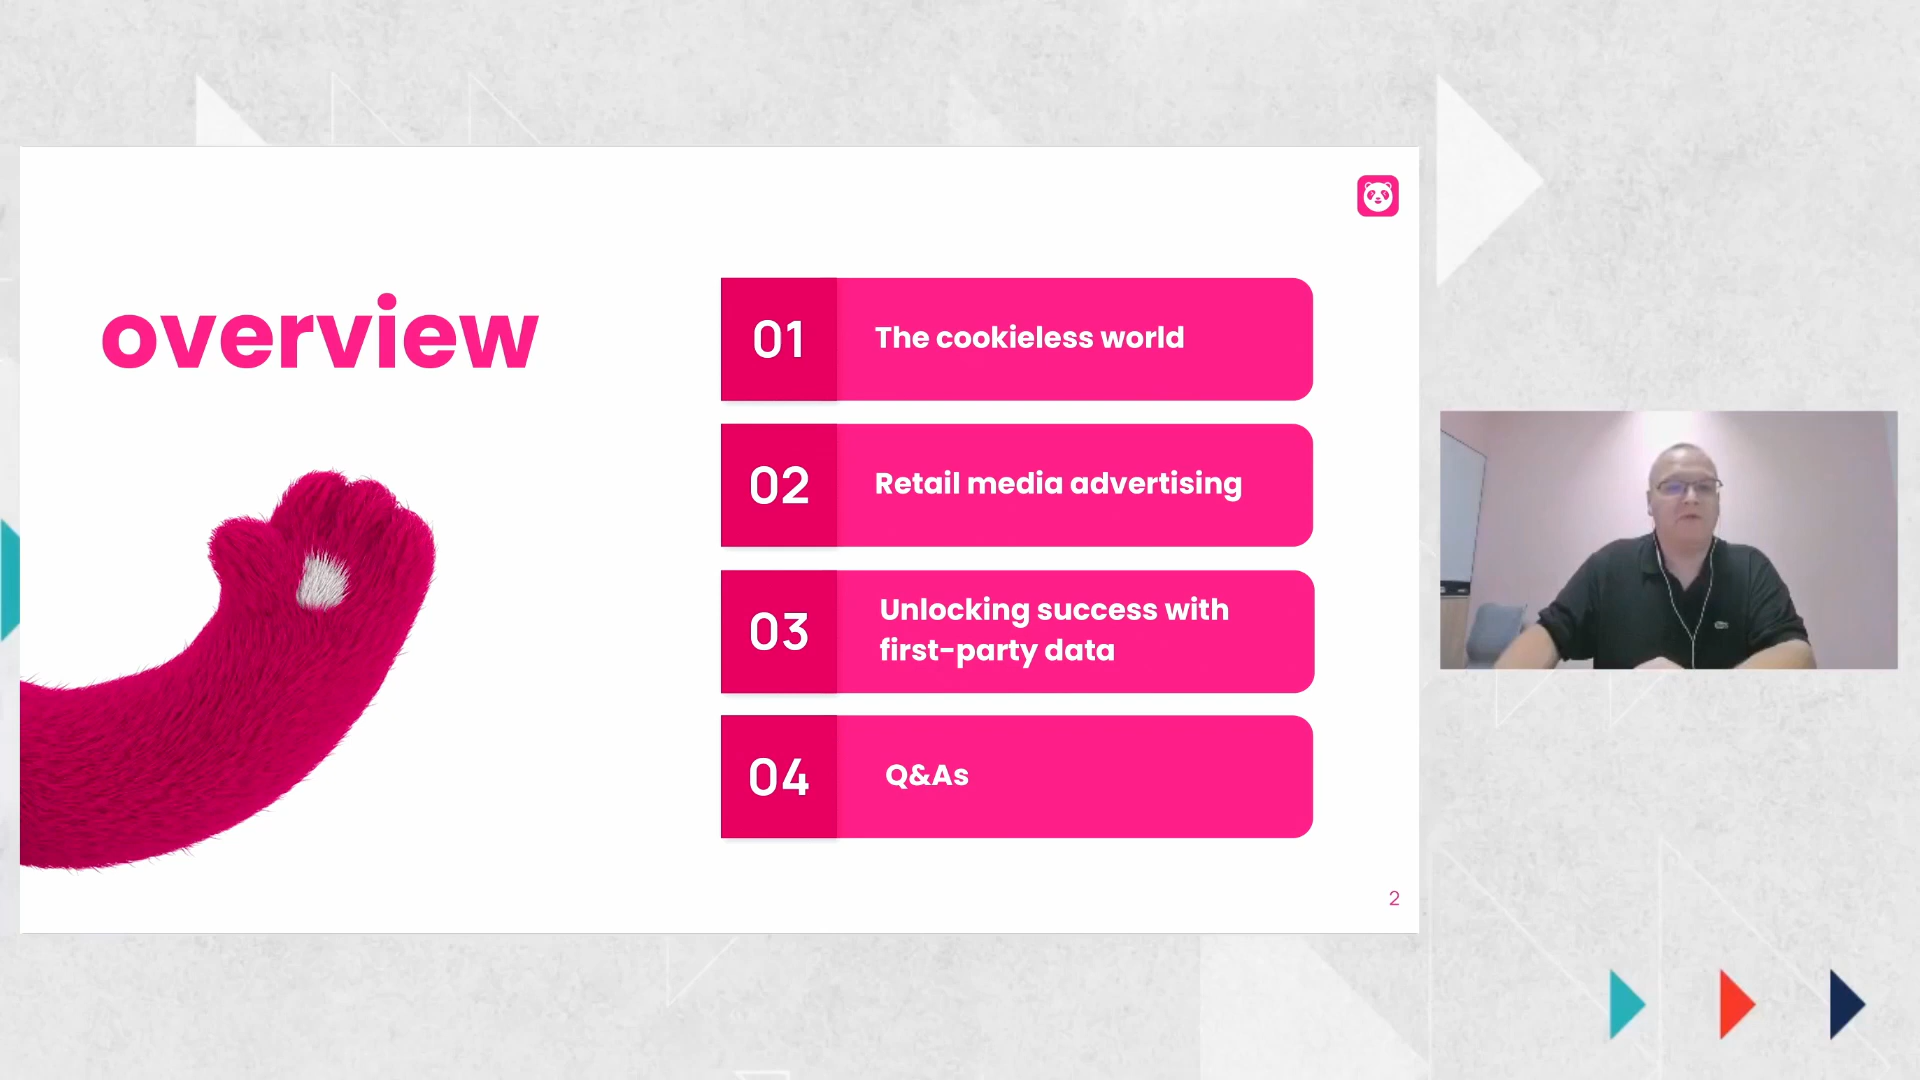 overview
01
The cookieless world
02
Retail media advertising
03
Unlocking success with
first-party data
04
Q&As
2